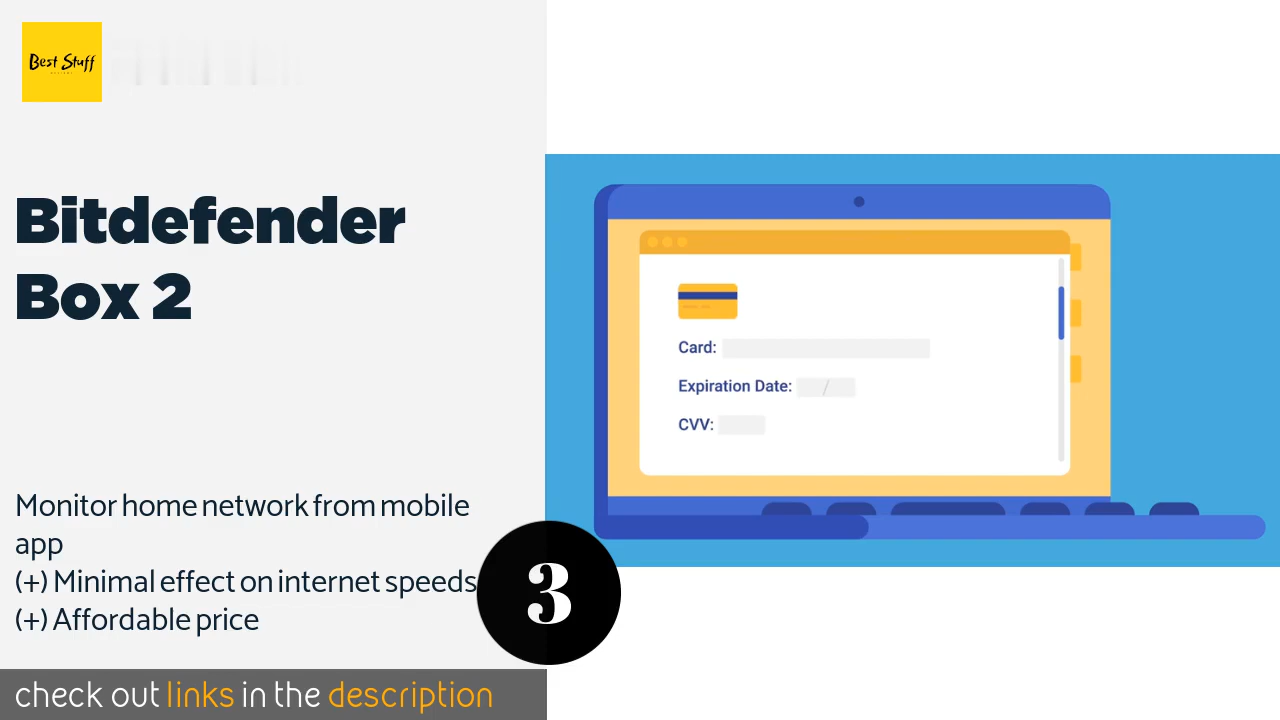 Best Stuff
Bitdefender
Box 2
Monitor home network from mobile
app
(+) Minimal effect on internet speeds
(+) Affordable price
3
check out links in the description
Card:
Expiration Date: /
CVV: